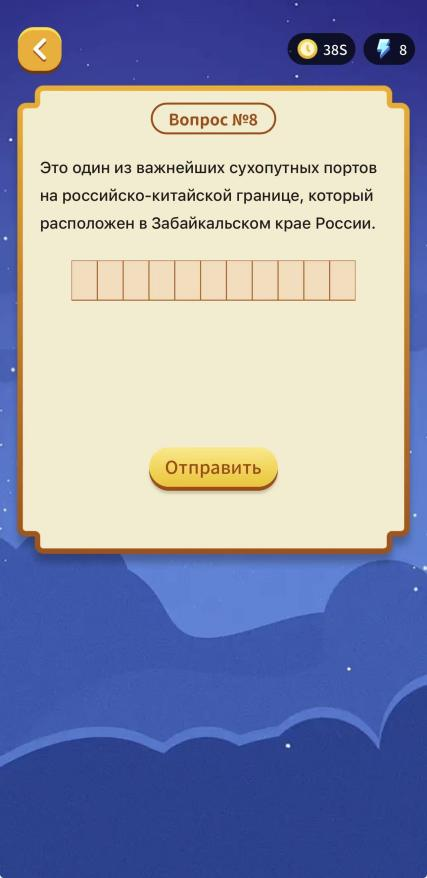 38S
8
Вопрос №8
Это один из важнейших сухопутных портов
на российско-китайской границе, который
расположен в Забайкальском крае России.
Отправить